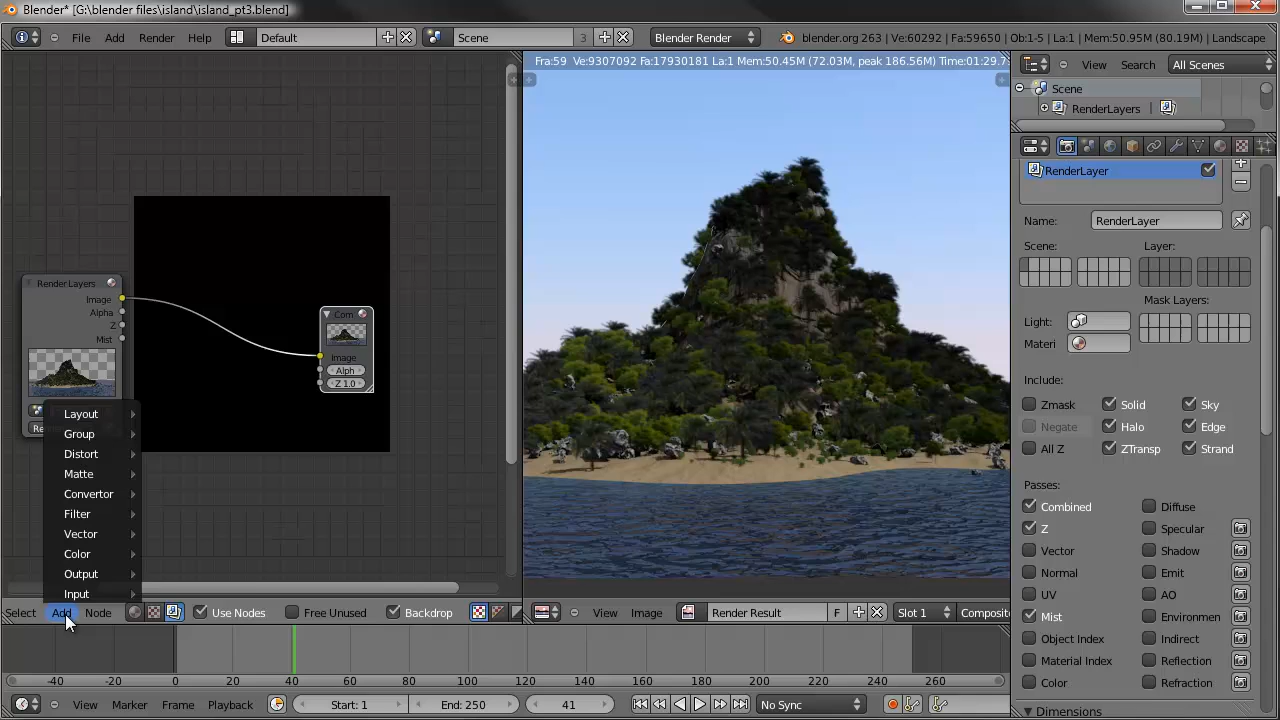 Blender* [G:\blender files\island\island_pt3.blend]
File Add Render Help Default Scene 3 Blender Render blender.org 263 | Ve:60292 | Fa:59650 | Ob:1-5 | La:1 | Mem:50.95M (80.19M) | Landscape
Fra:59 Ve:9307092 Fa:17930181 La:1 Mem:50.45M (72.03M, peak 186.56M) Time:01:29.7
View Search All Scenes
Scene
RenderLayers
RenderLayer
Name: RenderLayer
Scene: Layer:
Mask Layers:
Light:
Materi
Include:
Zmask Solid Sky
Negate Halo Edge
All Z ZTransp Strand
Passes:
Combined Diffuse
Z Specular
Vector Shadow
Normal Emit
UV AO
Mist Environmen
Object Index Indirect
Material Index Reflection
Color Refraction
Dimensions
Render Layers
Image
Alpha
Z
Mist
Com
Image
Alph
Z 1.0
Layout
Group
Distort
Matte
Convertor
Filter
Vector
Color
Output
Input
Select Add Node Use Nodes Free Unused Backdrop
View Image Render Result F Slot 1 Composit
-40 -20 0 20 40 60 80 100 120 140 160 180 200 220 240 260
View Marker Frame Playback Start: 1 End: 250 41 No Sync